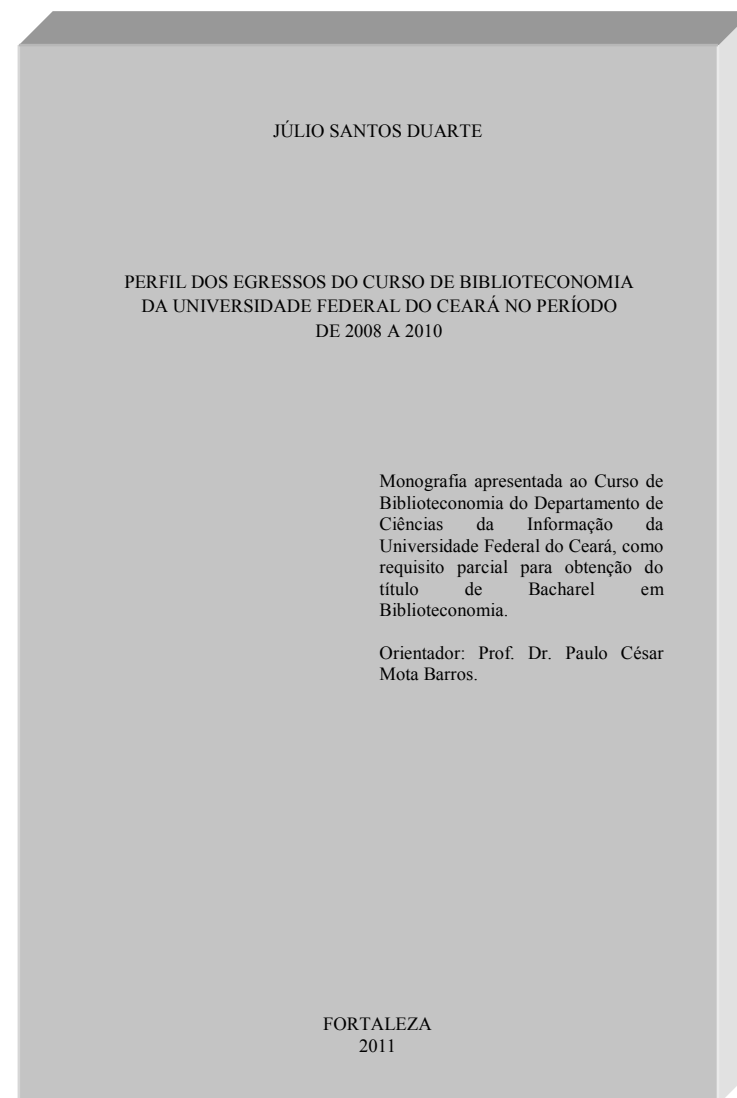 JÚLIO SANTOS DUARTE
PERFIL DOS EGRESSOS DO CURSO DE BIBLIOTECONOMIA
DA UNIVERSIDADE FEDERAL DO CEARÁ NO PERÍODO
DE 2008 A 2010
Monografia apresentada ao Curso de
Biblioteconomia do Departamento de
Ciências da Informação da
Universidade Federal do Ceará, como
requisito parcial para obtenção do
título de Bacharel em
Biblioteconomia.
Orientador: Prof. Dr. Paulo César
Mota Barros.
FORTALEZA
2011